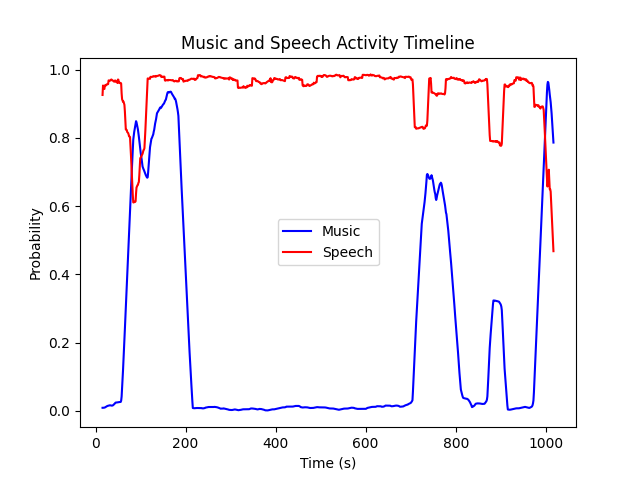 Music and Speech Activity Timeline
1.0
0.8
0.6
0.4
0.2
0.0
Probability
Music
Speech
0 200 400 600 800 1000
Time (s)